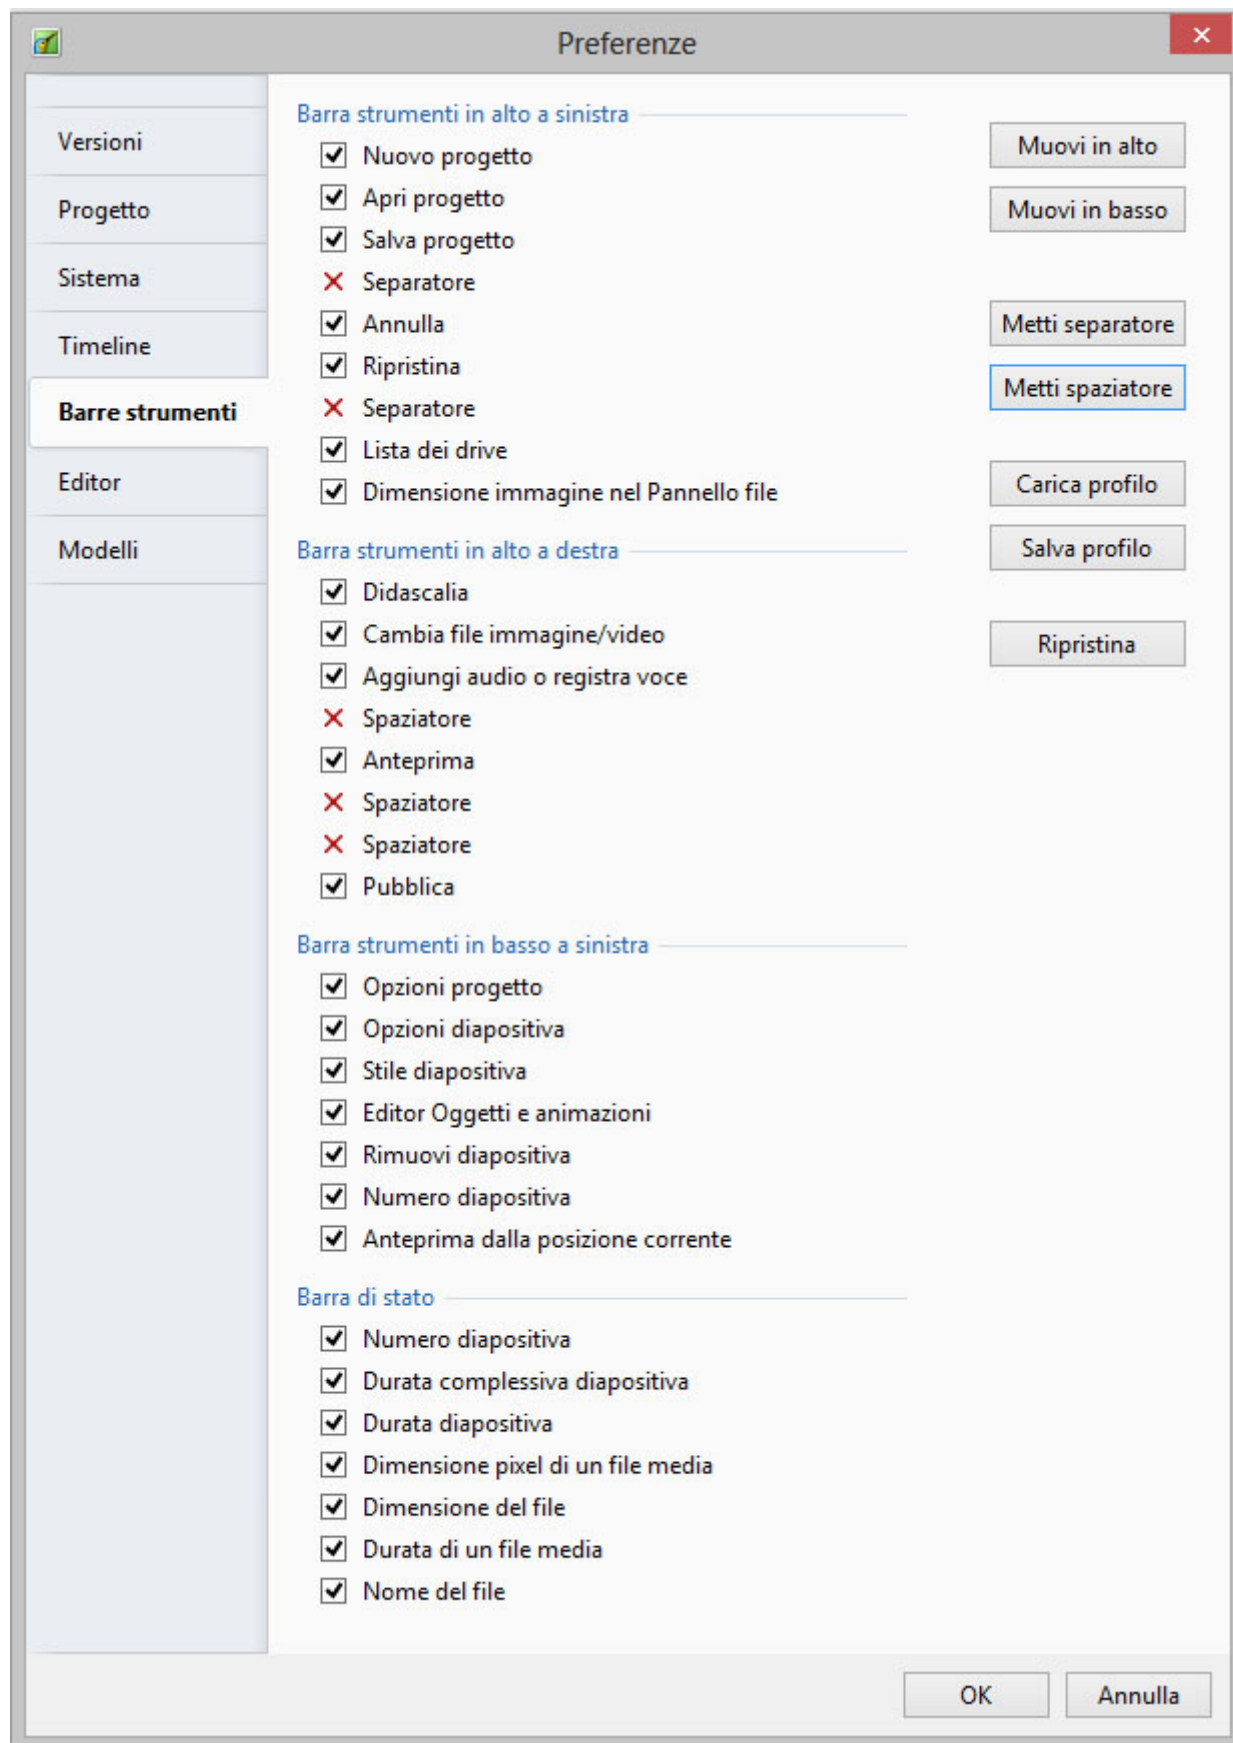 Preferenze
Versioni
Progetto
Sistema
Timeline
Barre strumenti
Editor
Modelli
Barra strumenti in alto a sinistra
Nuovo progetto
Apri progetto
Salva progetto
Separatore
Annulla
Ripristina
Separatore
Lista dei drive
Dimensione immagine nel Pannello file
Barra strumenti in alto a destra
Didascalia
Cambia file immagine/video
Aggiungi audio o registra voce
Spaziatore
Anteprima
Spaziatore
Spaziatore
Pubblica
Barra strumenti in basso a sinistra
Opzioni progetto
Opzioni diapositiva
Stile diapositiva
Editor Oggetti e animazioni
Rimuovi diapositiva
Numero diapositiva
Anteprima dalla posizione corrente
Barra di stato
Numero diapositiva
Durata complessiva diapositiva
Durata diapositiva
Dimensione pixel di un file media
Dimensione del file
Durata di un file media
Nome del file
Muovi in alto
Muovi in basso
Metti separatore
Metti spaziatore
Carica profilo
Salva profilo
Ripristina
OK
Annulla